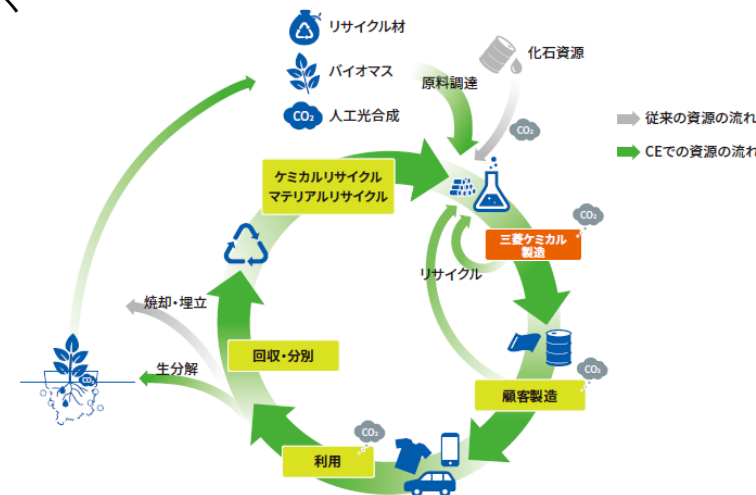 リサイクル材
バイオマス
CO₂
人工光合成
化石資源
原料調達
CO₂
従来の資源の流れ
CEでの資源の流れ
ケミカルリサイクル
マテリアルリサイクル
CO₂
三菱ケミカル
製造
リサイクル
焼却・埋立
回収・分別
生分解
CO₂
CO₂
顧客製造
CO₂
利用